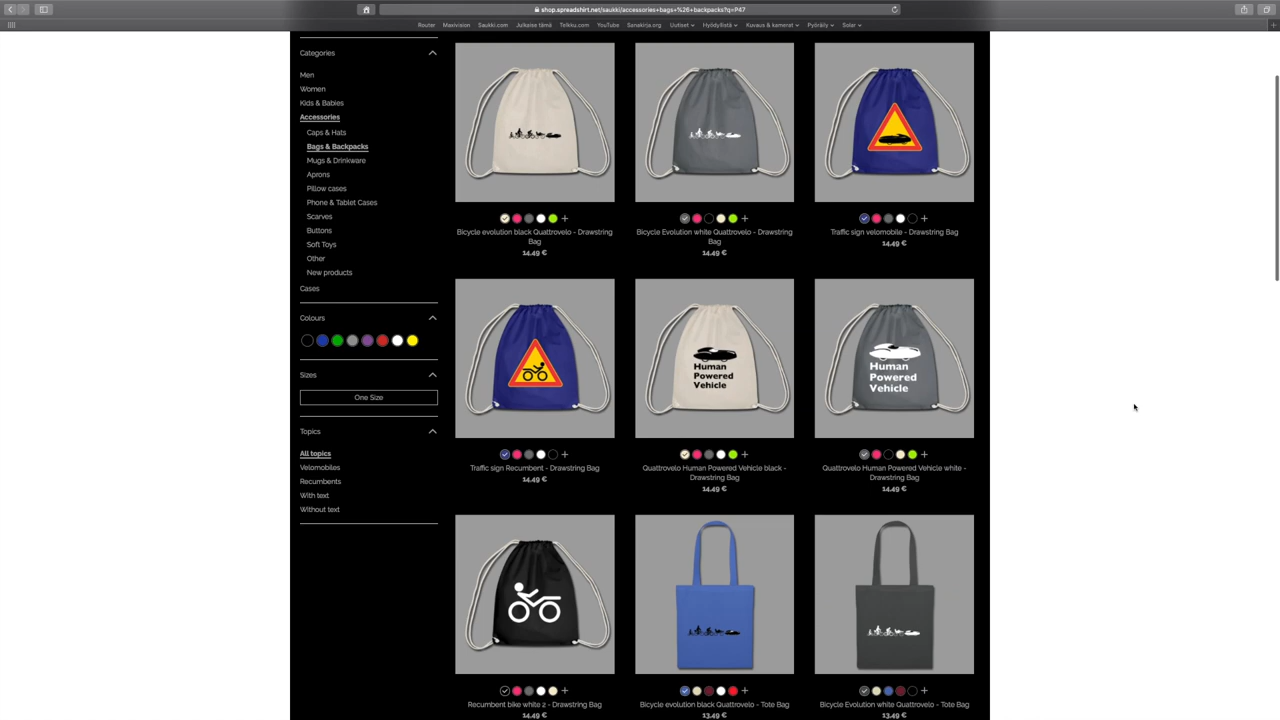 shop.spreadshirt.net/saukki/accessories+bags+%26+backpacks?q=P47
Router Maxivision Saukki.com Julkaise tämä Telkku.com YouTube Sanakirja.org Uutiset Hyödyllistä Kuvaus & kamerat Pyöräily Solar
Categories
Men
Women
Kids & Babies
Accessories
Caps & Hats
Bags & Backpacks
Mugs & Drinkware
Aprons
Pillow cases
Phone & Tablet Cases
Scarves
Buttons
Soft Toys
Other
New products
Cases
Colours
Sizes
One Size
Topics
All topics
Velomobiles
Recumbents
With text
Without text
Bicycle evolution black Quattrovelo - Drawstring
Bag
14.49 €
Bicycle Evolution white Quattrovelo - Drawstring
Bag
14.49 €
Traffic sign velomobile - Drawstring Bag
14.49 €
Human
Powered
Vehicle
Human
Powered
Vehicle
Traffic sign Recumbent - Drawstring Bag
14.49 €
Quattrovelo Human Powered Vehicle black -
Drawstring Bag
14.49 €
Quattrovelo Human Powered Vehicle white -
Drawstring Bag
14.49 €
Recumbent bike white 2 - Drawstring Bag
14.49 €
Bicycle evolution black Quattrovelo - Tote Bag
13.49 €
Bicycle Evolution white Quattrovelo - Tote Bag
13.49 €